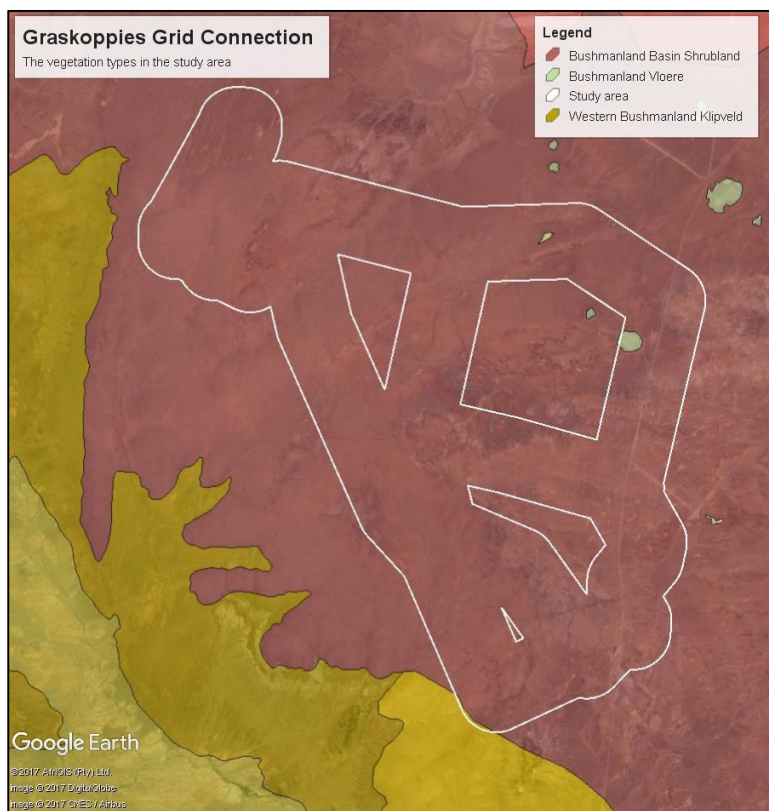 Graskoppies Grid Connection
The vegetation types in the study area
Legend
Bushmanland Basin Shrubland
Bushmanland Vloere
Study area
Western Bushmanland Klipveld
Google Earth
© 2017 AfriGIS (Pty) Ltd.
Image © 2017 DigitalGlobe
Image © 2017 CNES / Airbus